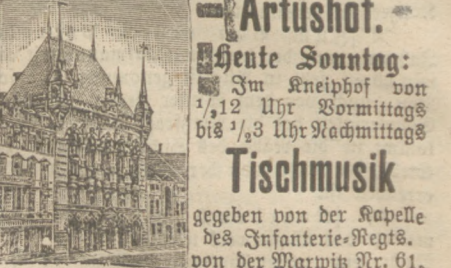 Artushof.
Heute Sonntag:
Im Kneiphof von
1/212 Uhr Vormittags
bis 1/23 Uhr Nachmittags
Tischmusik
gegeben von der Kapelle
des Infanterie-Regts.
von der Marwitz Nr. 61.